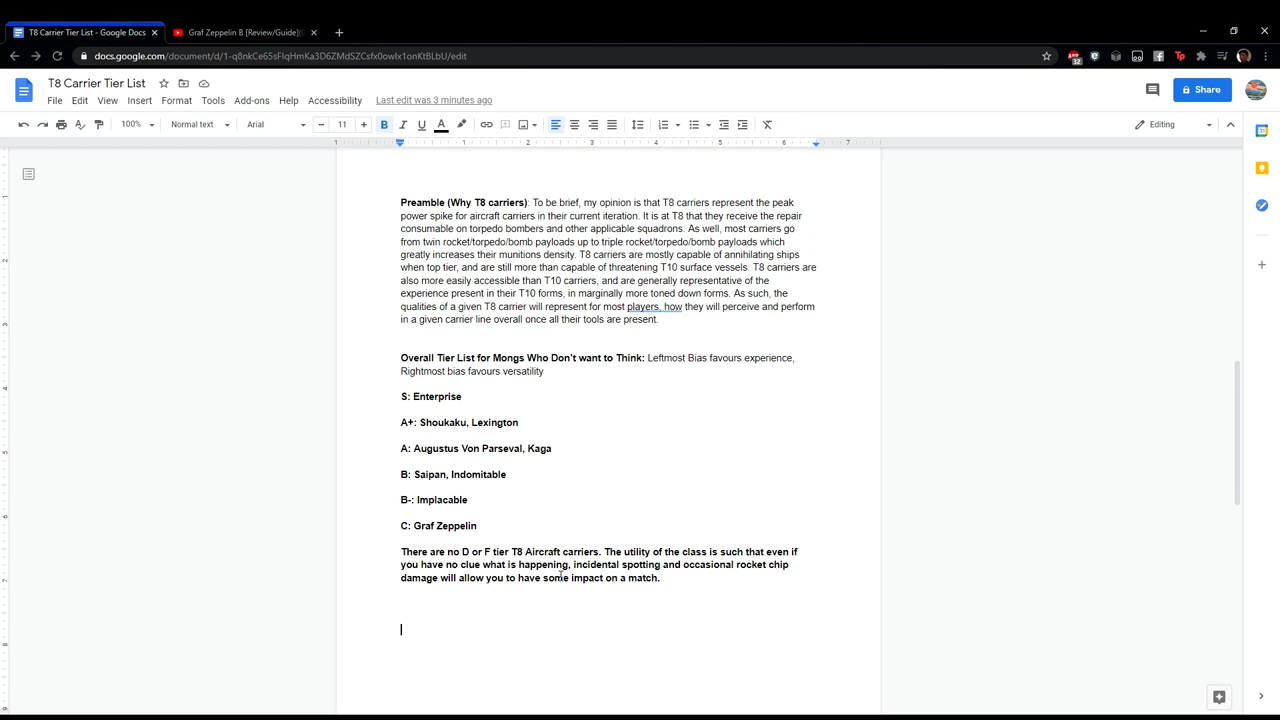 T8 Carrier Tier List - Google Docs
Graf Zeppelin B [Review/Guide](
docs.google.com/document/d/1-q8nkCe65sFIqHmKa3D6ZMdSZCsfx0owIx1onKtBLbU/edit
32
T8 Carrier Tier List
File Edit View Insert Format Tools Add-ons Help Accessibility Last edit was 3 minutes ago
Share
100% Normal text Arial 11 B I U A Editing
1 1 2 3 4 5 6 7
Preamble (Why T8 carriers): To be brief, my opinion is that T8 carriers represent the peak
power spike for aircraft carriers in their current iteration. It is at T8 that they receive the repair
consumable on torpedo bombers and other applicable squadrons. As well, most carriers go
from twin rocket/torpedo/bomb payloads up to triple rocket/torpedo/bomb payloads which
greatly increases their munitions density. T8 carriers are mostly capable of annihilating ships
when top tier, and are still more than capable of threatening T10 surface vessels. T8 carriers are
also more easily accessible than T10 carriers, and are generally representative of the
experience present in their T10 forms, in marginally more toned down forms. As such, the
qualities of a given T8 carrier will represent for most players, how they will perceive and perform
in a given carrier line overall once all their tools are present.
Overall Tier List for Mongs Who Don't want to Think: Leftmost Bias favours experience,
Rightmost bias favours versatility
S: Enterprise
A+: Shoukaku, Lexington
A: Augustus Von Parseval, Kaga
B: Saipan, Indomitable
B-: Implacable
C: Graf Zeppelin
There are no D or F tier T8 Aircraft carriers. The utility of the class is such that even if
you have no clue what is happening, incidental spotting and occasional rocket chip
damage will allow you to have some impact on a match.